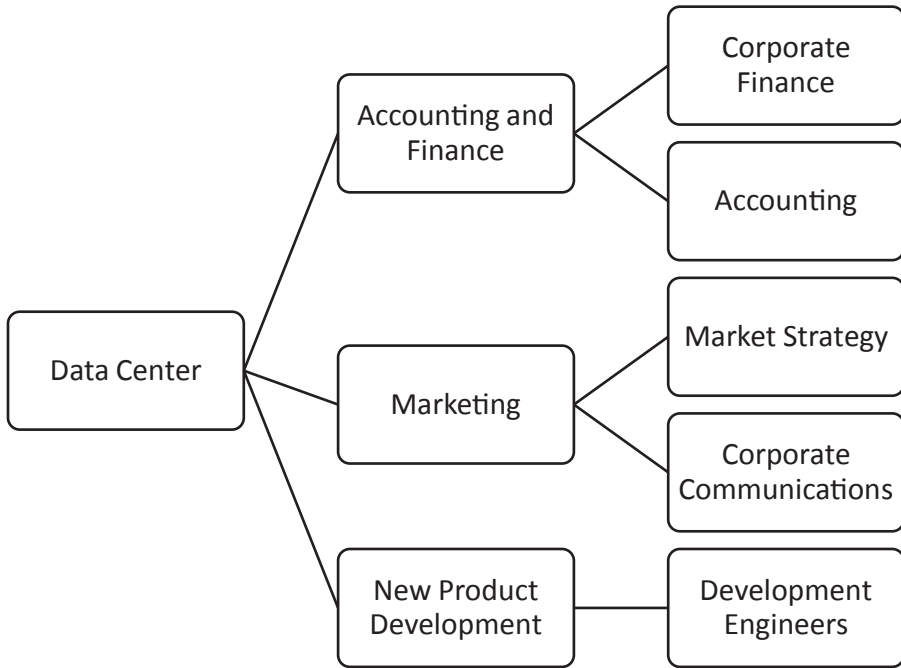 Corporate
Finance
Accounting and
Finance
Accounting
Data Center
Market Strategy
Marketing
Corporate
Communications
New Product
Development
Development
Engineers